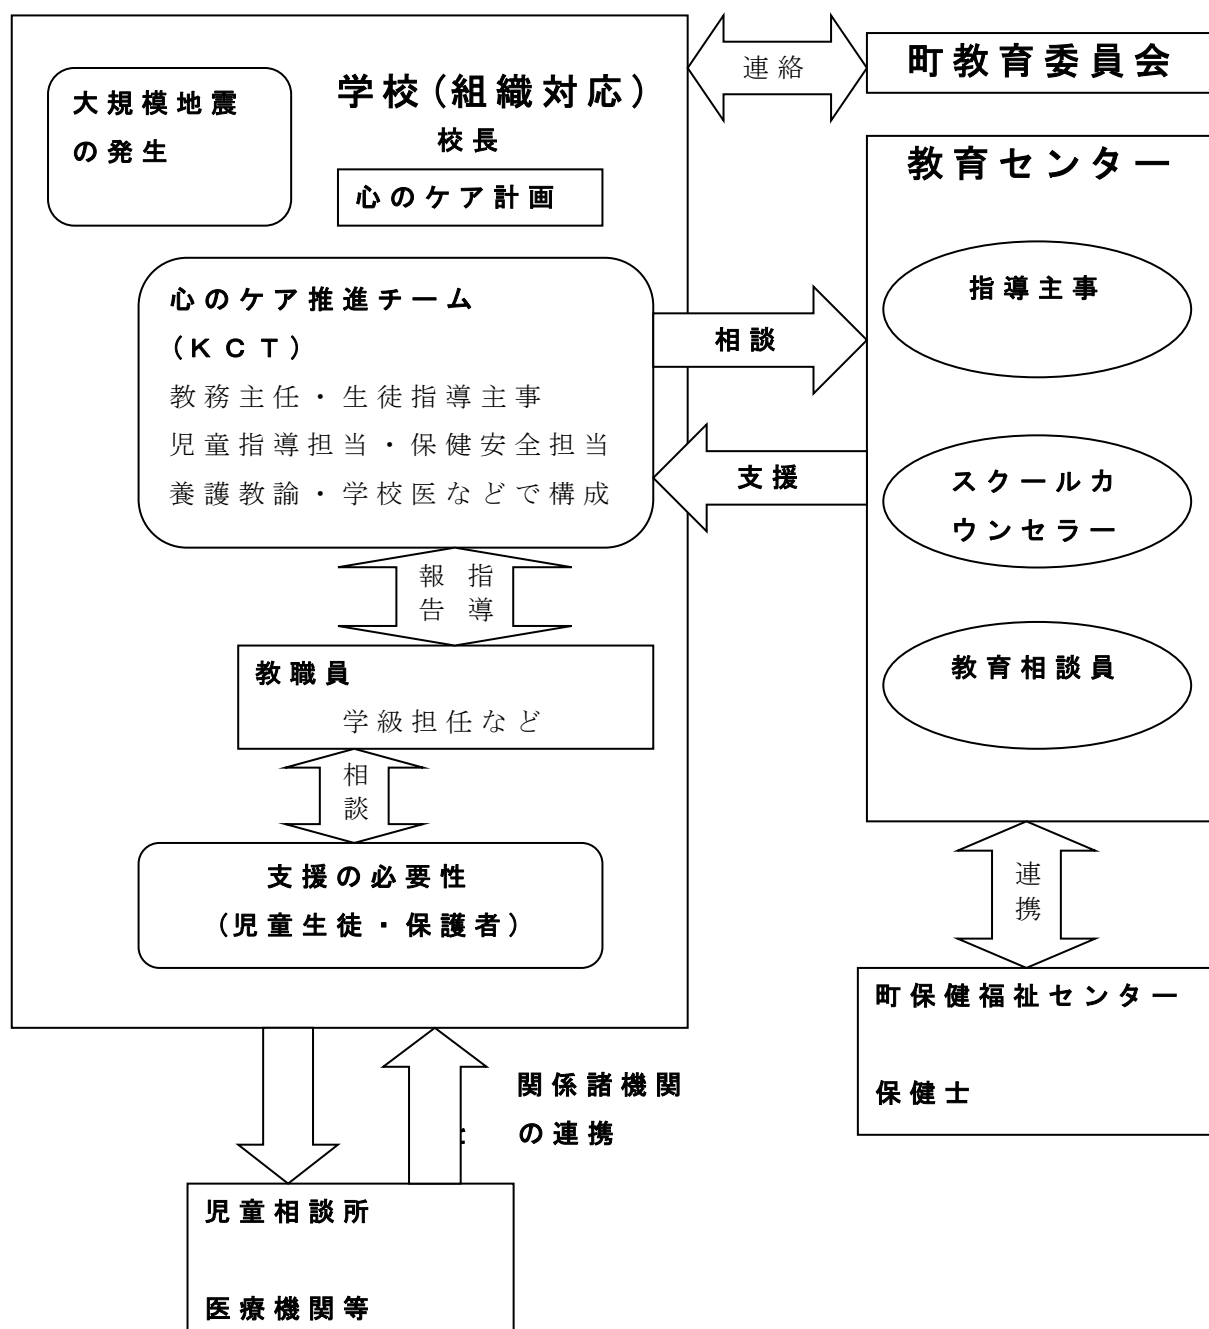 大規模地震
の発生
学校(組織対応)
校長
心のケア計画
連絡
町教育委員会
教育センター
指導主事
スクールカ
ウンセラー
教育相談員
心のケア推進チーム
(KCT)
教務主任・生徒指導主事
児童指導担当・保健安全担当
養護教諭・学校医などで構成
相談
支援
報 指
告 導
教職員
学級担任など
相
談
支援の必要性
(児童生徒・保護者)
連
携
町保健福祉センター
保健士
関係諸機関
の連携
児童相談所
医療機関等